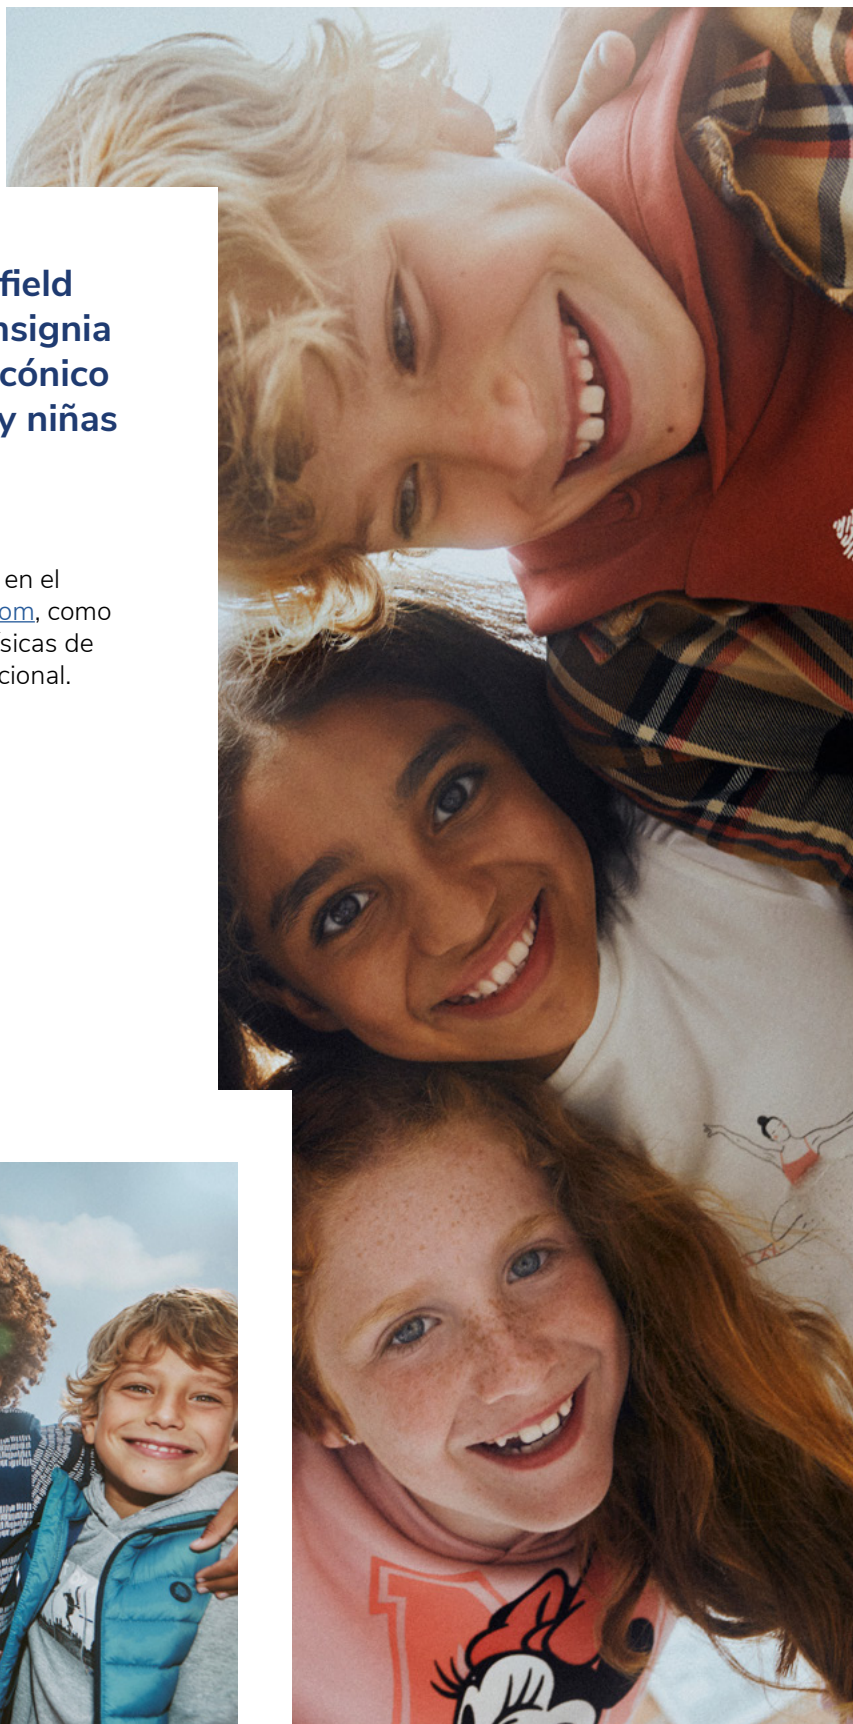 field
nsignia
cónico
y niñas
en el
om, como
sicas de
cional.